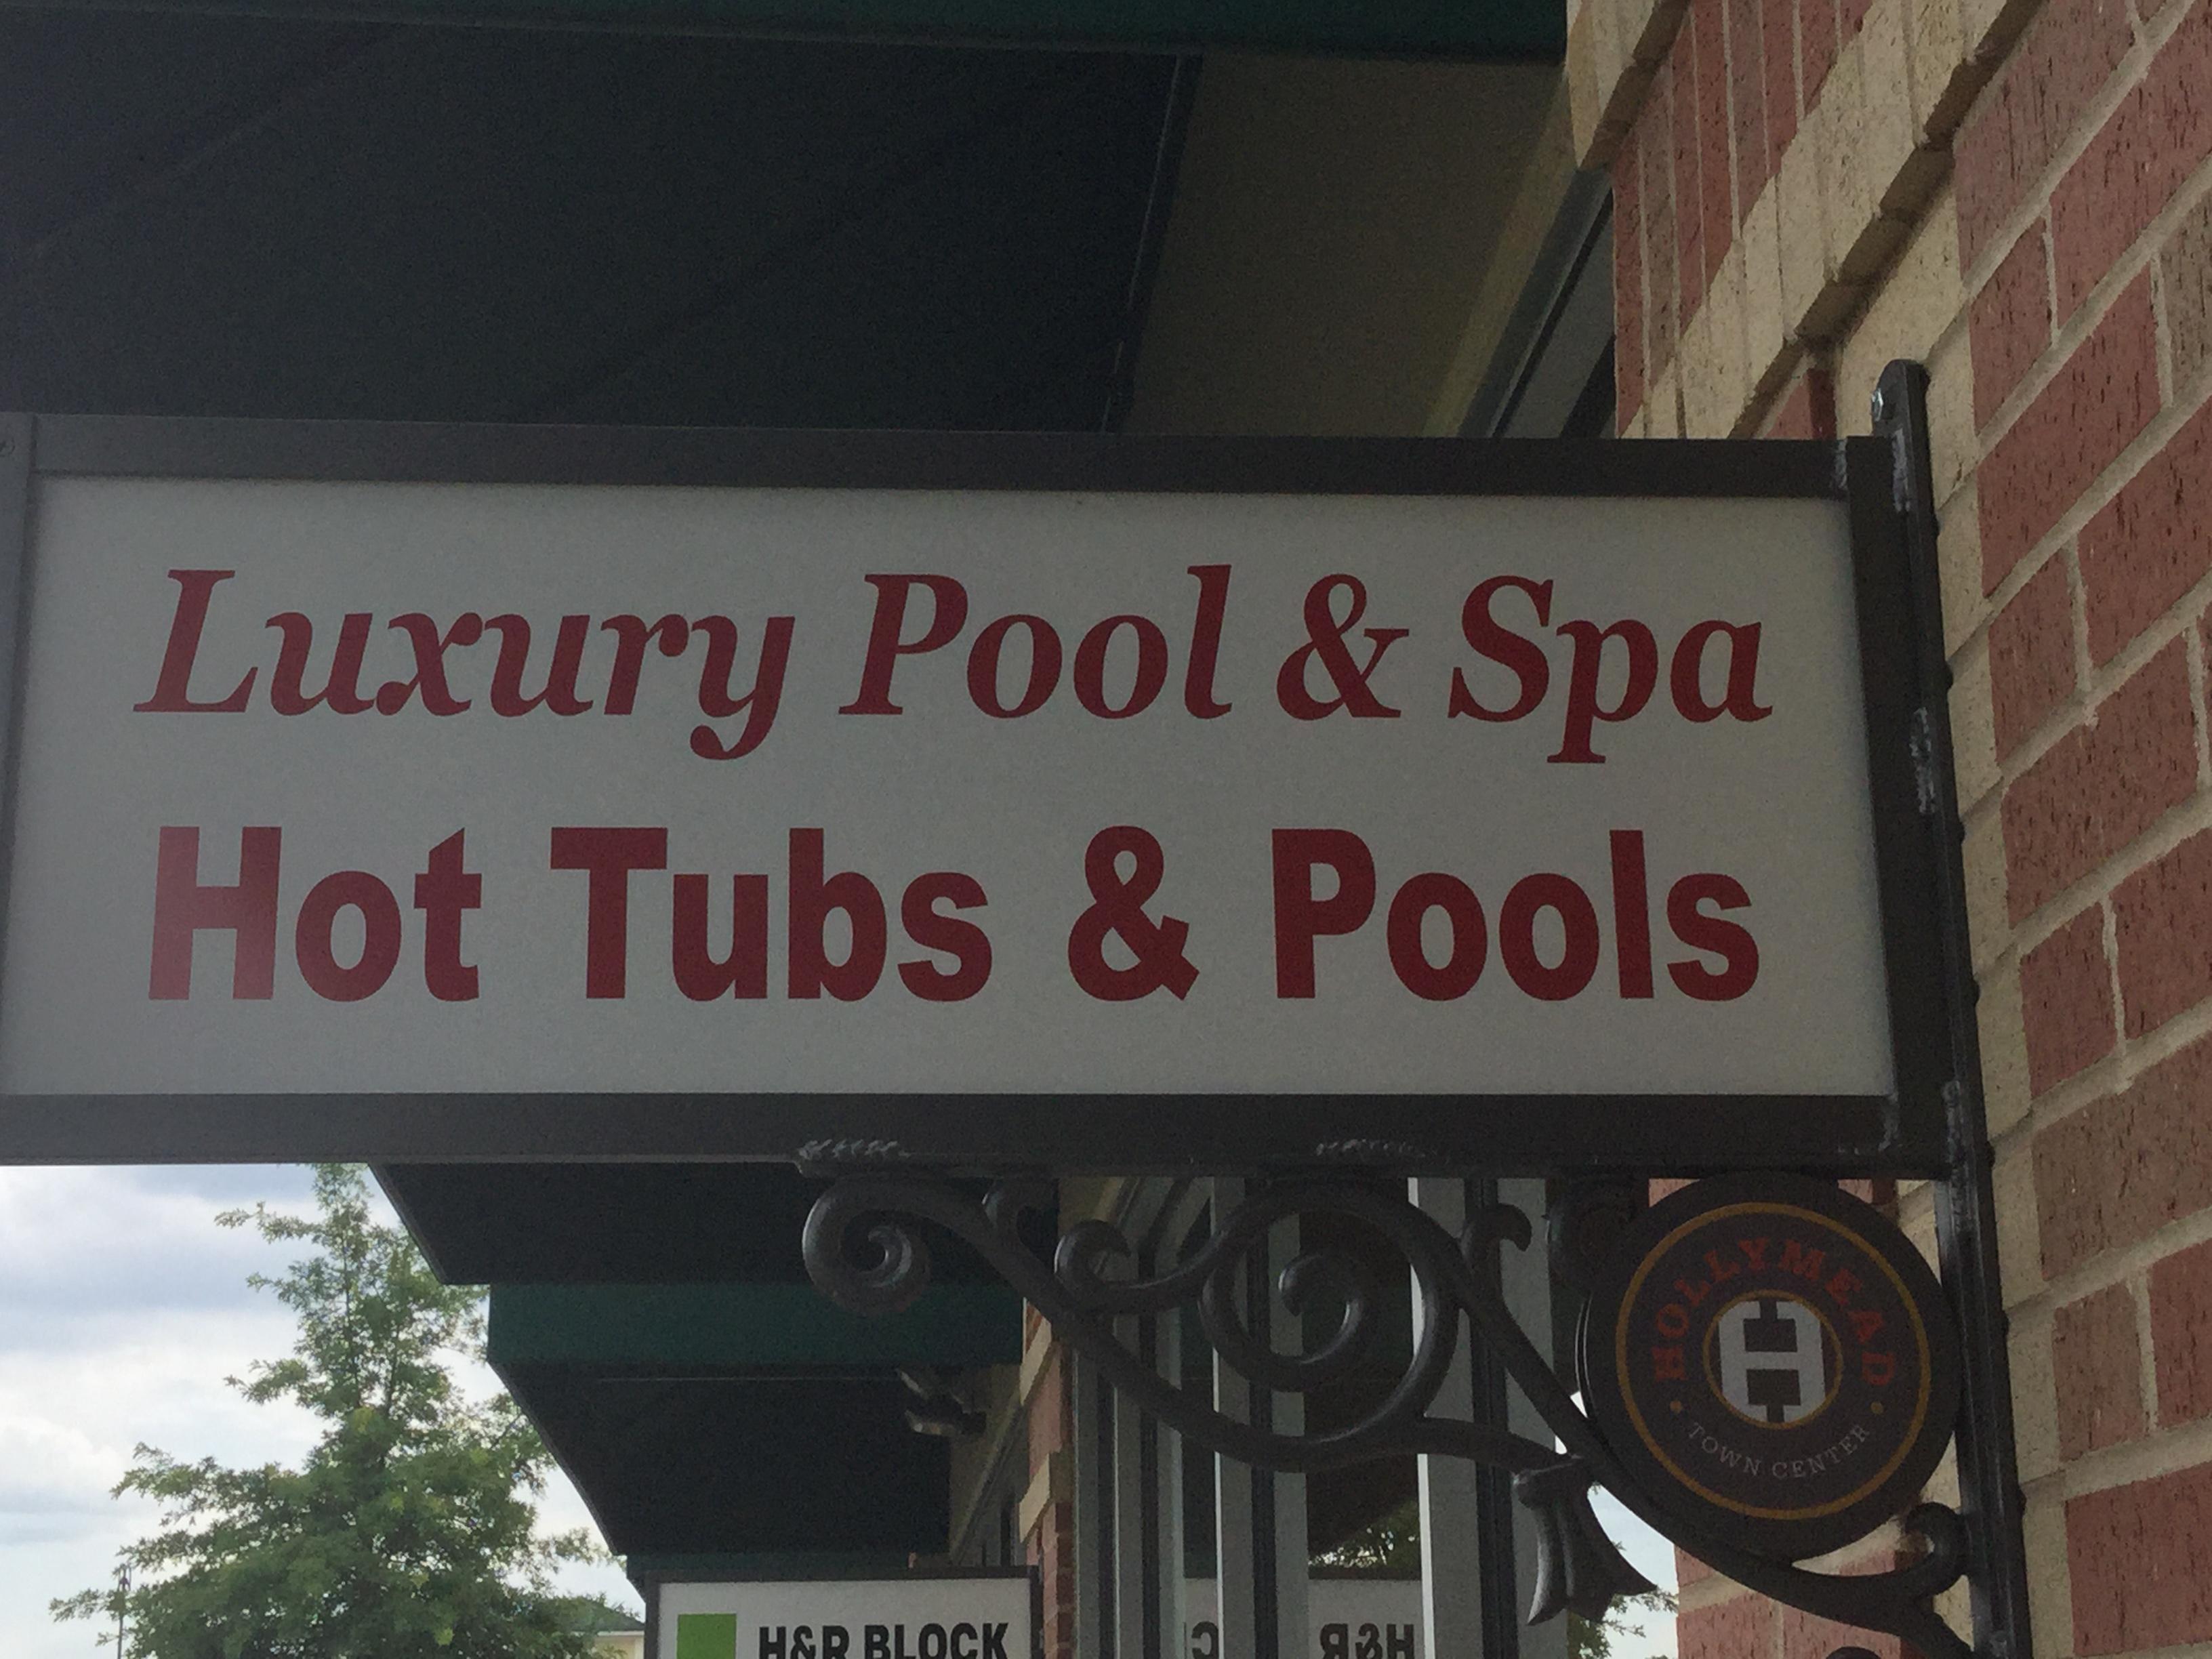 Luxury Pool & Spa
Hot Tubs & Pools
HOLLYMEAD
H
TOWN CENTER
H&R BLOCK
H&R